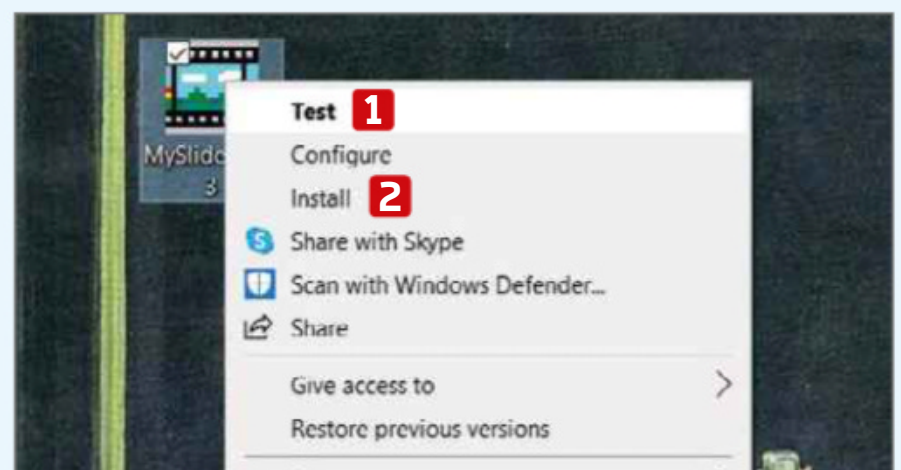 Test 1
Configure
Install 2
Share with Skype
Scan with Windows Defender...
Share
Give access to
Restore previous versions
3